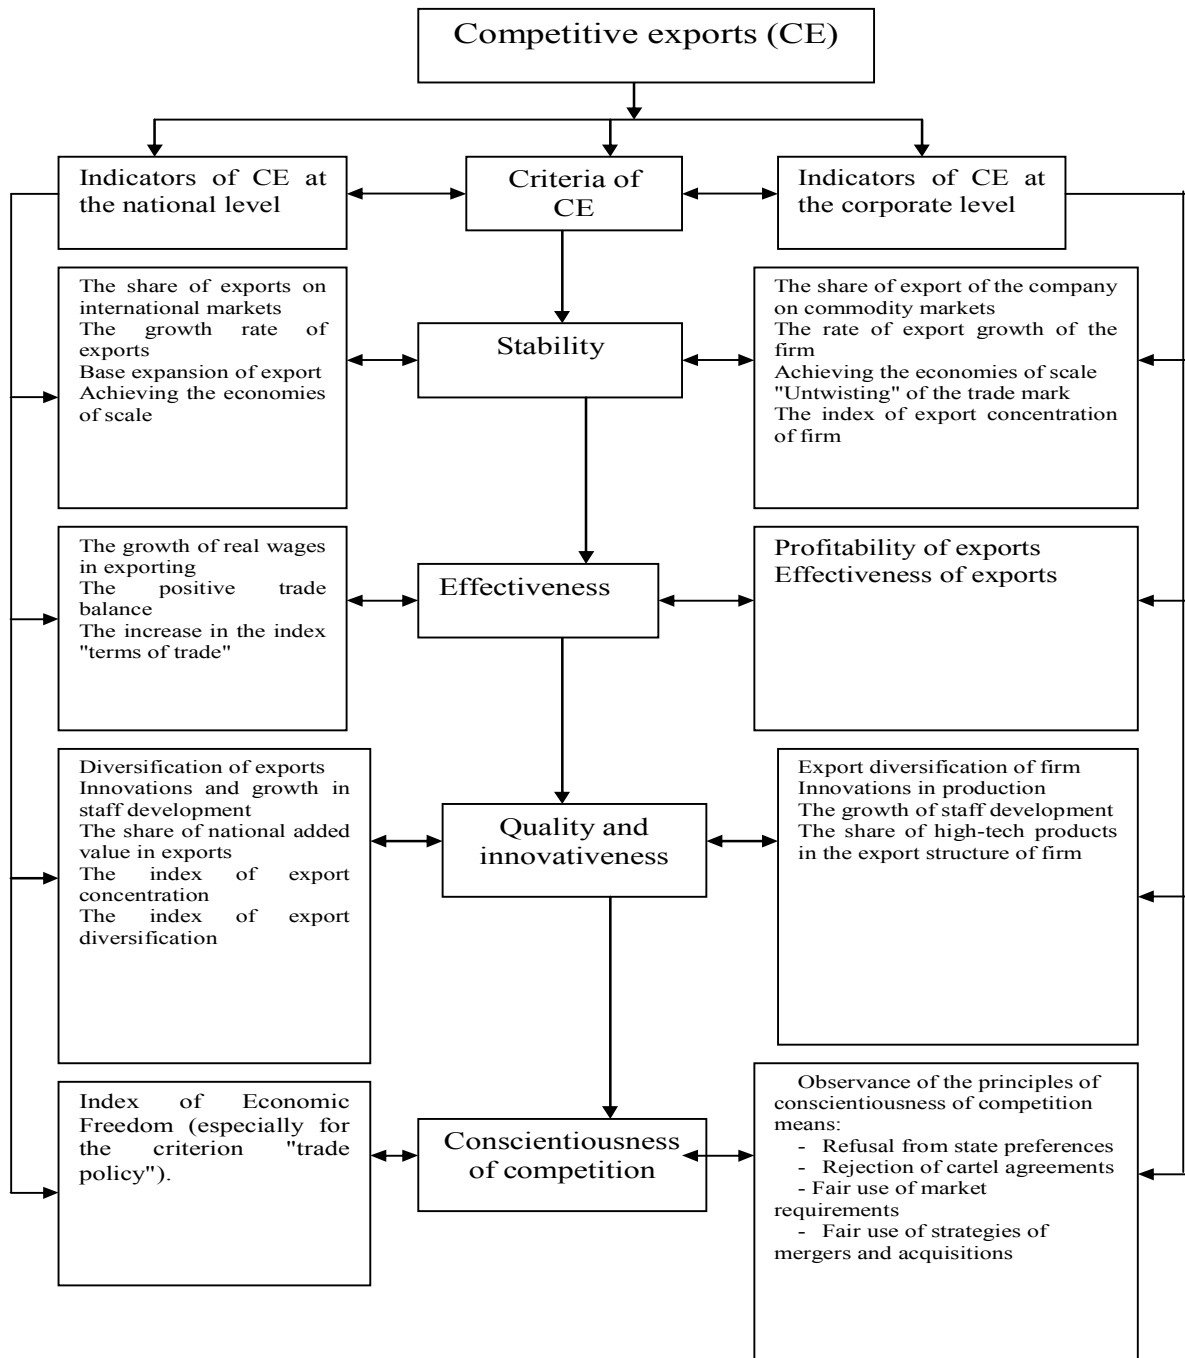 Competitive exports (CE)
Indicators of CE at
the national level
Criteria of
CE
Indicators of CE at
the corporate level
The share of exports on
international markets
The growth rate of
exports
Base expansion of export
Achieving the economies
of scale
Stability
The share of export of the company
on commodity markets
The rate of export growth of the
firm
Achieving the economies of scale
"Untwisting" of the trade mark
The index of export concentration
of firm
The growth of real wages
in exporting
The positive trade
balance
The increase in the index
"terms of trade"
Effectiveness
Profitability of exports
Effectiveness of exports
Diversification of exports
Innovations and growth in
staff development
The share of national added
value in exports
The index of export
concentration
The index of export
diversification
Quality and
innovativeness
Export diversification of firm
Innovations in production
The growth of staff development
The share of high-tech products
in the export structure of firm
Index of Economic
Freedom (especially for
the criterion "trade
policy").
Conscientiousness
of competition
Observance of the principles of
conscientiousness of competition
means:
- Refusal from state preferences
- Rejection of cartel agreements
- Fair use of market
requirements
- Fair use of strategies of
mergers and acquisitions